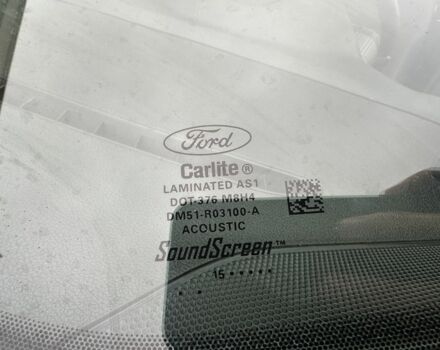 Ford
Carlite®
LAMINATED AS1
DOT-376 M8H4
DM51-R03100-A
ACOUSTIC
SoundScreen™
15